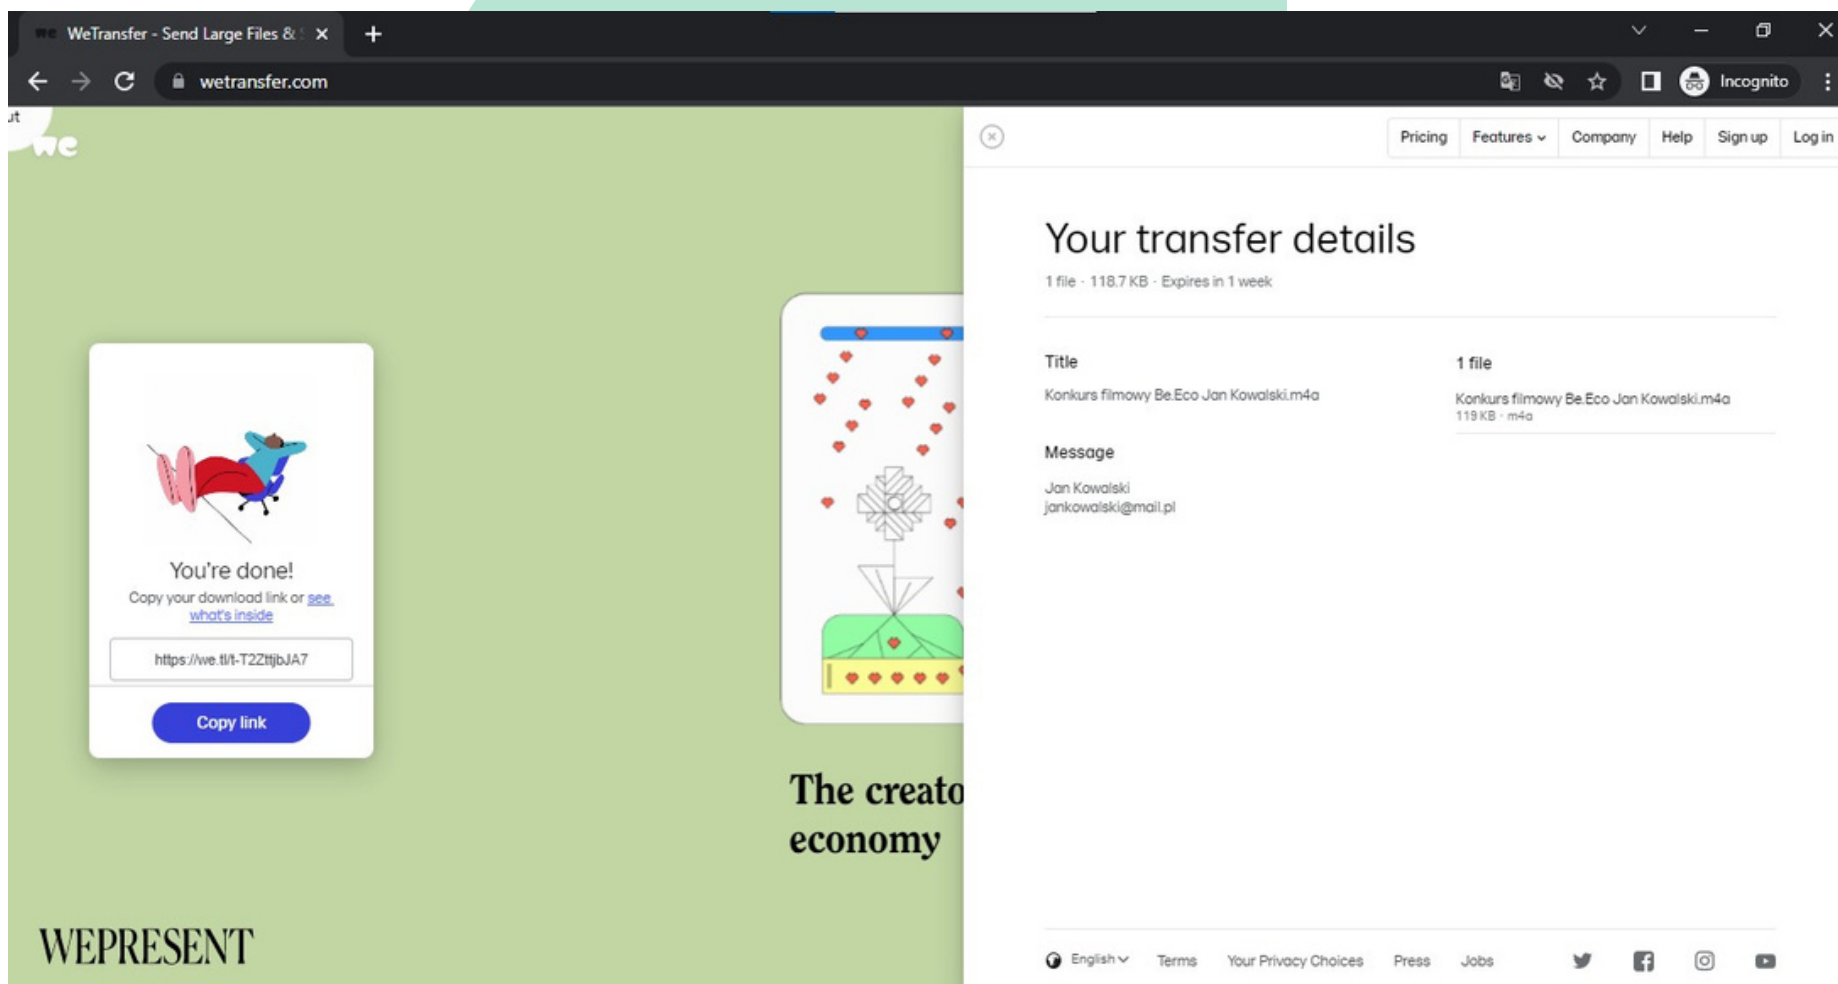 we WeTransfer - Send Large Files &
wetransfer.com
Incognito
ut
we
Pricing
Features
Company
Help
Sign up
Log in
You're done!
Copy your download link or see
what's inside
https://we.tl/t-T2ZttjbJA7
Copy link
The creato
economy
WEPRESENT
Your transfer details
1 file · 118.7 KB · Expires in 1 week
Title
Konkurs filmowy Be.Eco Jan Kowalski.m4a
Message
Jan Kowalski
jankowalski@mail.pl
1 file
Konkurs filmowy Be.Eco Jan Kowalski.m4a
119 KB · m4a
English
Terms
Your Privacy Choices
Press
Jobs